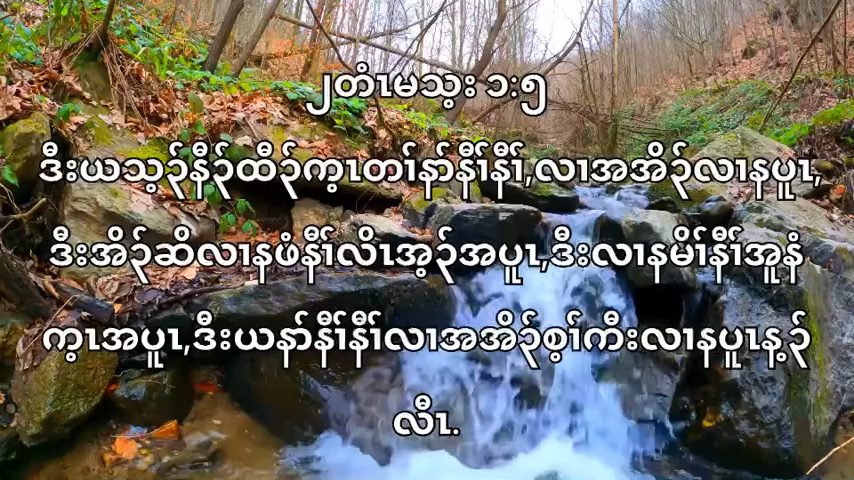 ၂တံၤမသ့း ၁:၅
ဒီးယသ့ၣ်နီၣ်ထီၣ်က့ၤတၢ်နာ်နီၢ်နီၢ်,လၢအအိၣ်လၢနပူၤ,
ဒီးအိၣ်ဆိလၢနဖံနီၢ်လိၤအ့ၣ်အပူၤ,ဒီးလၢနမိၢ်နီၢ်အူနံ
က့ၤအပူၤ,ဒီးယနာ်နီၢ်နီၢ်လၢအအိၣ်စ့ၢ်ကီးလၢနပူၤန့ၣ်
လီၤ.